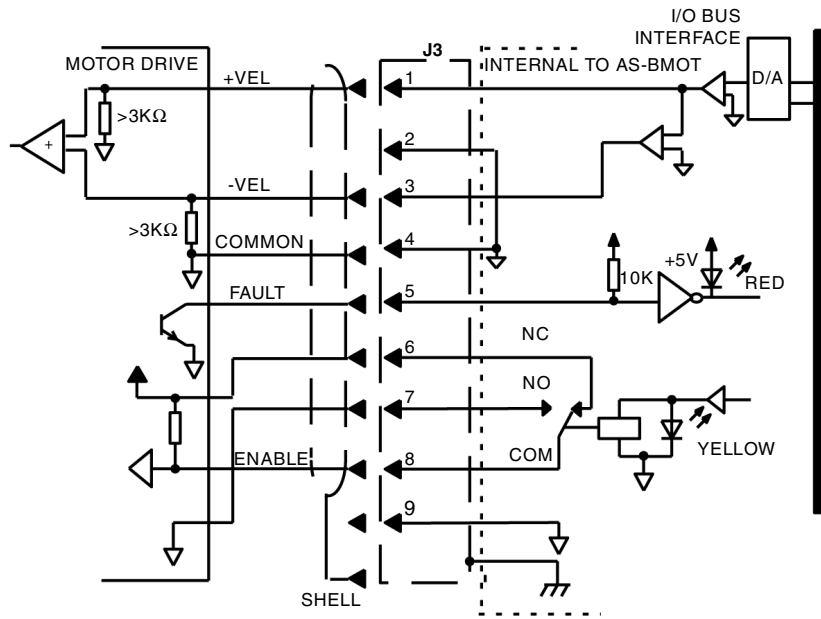 I/O BUS
INTERFACE
J3
MOTOR DRIVE
+VEL
1
INTERNAL TO AS-BMOT
D/A
>3KΩ
2
+
-VEL
3
>3KΩ
COMMON
4
+5V
10K
RED
FAULT
5
NC
6
NO
7
YELLOW
COM
ENABLE
8
9
SHELL